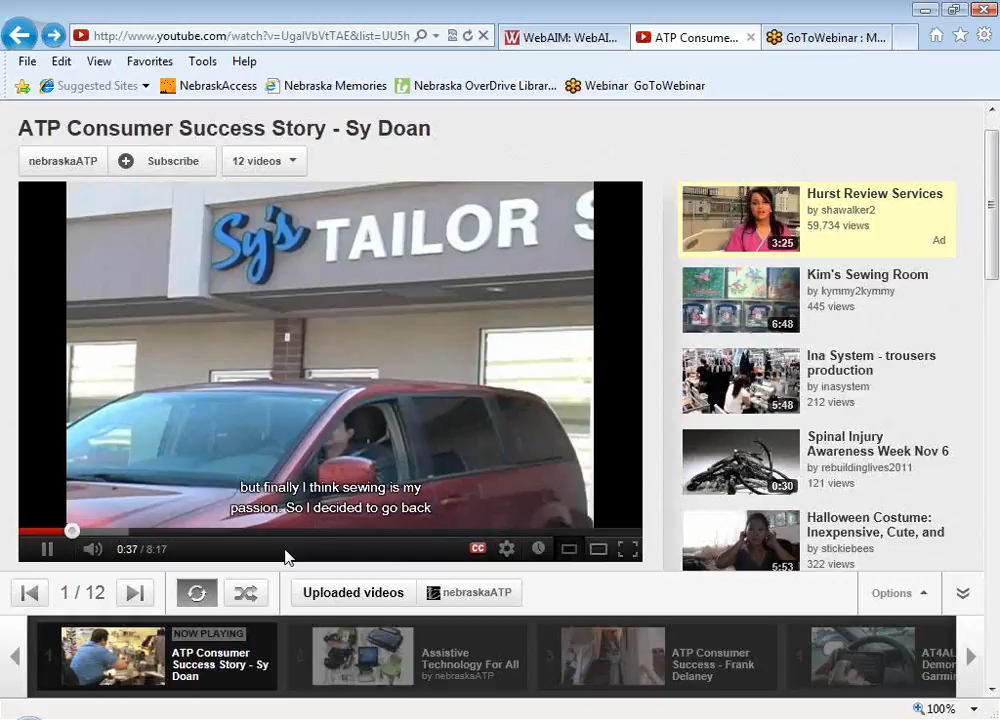 http://www.youtube.com/watch?v=UgalVbVtTAE&list=UU5h
WebAIM: WebAI...
ATP Consume...
GoToWebinar : M...
File Edit View Favorites Tools Help
Suggested Sites
NebraskAccess
Nebraska Memories
Nebraska OverDrive Librar...
Webinar GoToWebinar
ATP Consumer Success Story - Sy Doan
nebraskaATP
Subscribe
12 videos
Sy's TAILOR S
but finally I think sewing is my
passion. So I decided to go back
0:37 / 8:17
CC
Hurst Review Services
by shawalker2
59,734 views
Ad
3:25
Kim's Sewing Room
by kymmy2kymmy
445 views
6:48
Ina System - trousers
production
by inasystem
212 views
5:48
Spinal Injury
Awareness Week Nov 6
by rebuildinglives2011
121 views
0:30
Halloween Costume:
Inexpensive, Cute, and
by stickiebees
322 views
5:53
1 / 12
Uploaded videos
nebraskaATP
Options
1
NOW PLAYING
ATP Consumer
Success Story - Sy
Doan
2
Assistive
Technology For All
by nebraskaATP
3
ATP Consumer
Success - Frank
Delaney
4
AT4AL
Demon
Garmin
100%